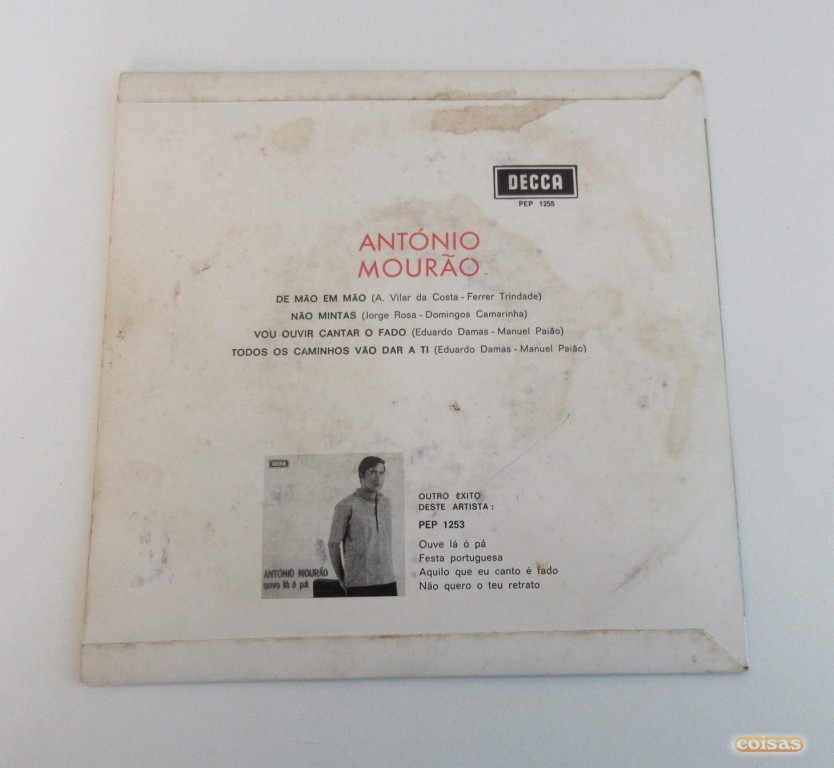 DECCA
PEP 1255
ANTÓNIO
MOURÃO
DE MÃO EM MÃO (A. Vilar da Costa - Ferrer Trindade)
NÃO MINTAS (Jorge Rosa - Domingos Camarinha)
VOU OUVIR CANTAR O FADO (Eduardo Damas - Manuel Paião)
TODOS OS CAMINHOS VÃO DAR A TI (Eduardo Damas - Manuel Paião)
DECCA
ANTÓNIO MOURÃO
ouve lá ó pá
OUTRO EXITO
DESTE ARTISTA :
PEP 1253
Ouve lá ó pá
Festa portuguesa
Aquilo que eu canto é fado
Não quero o teu retrato
coisas